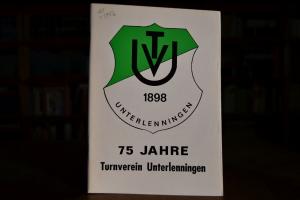 TVU
1898
UNTERLENNINGEN
75 JAHRE
Turnverein Unterlenningen